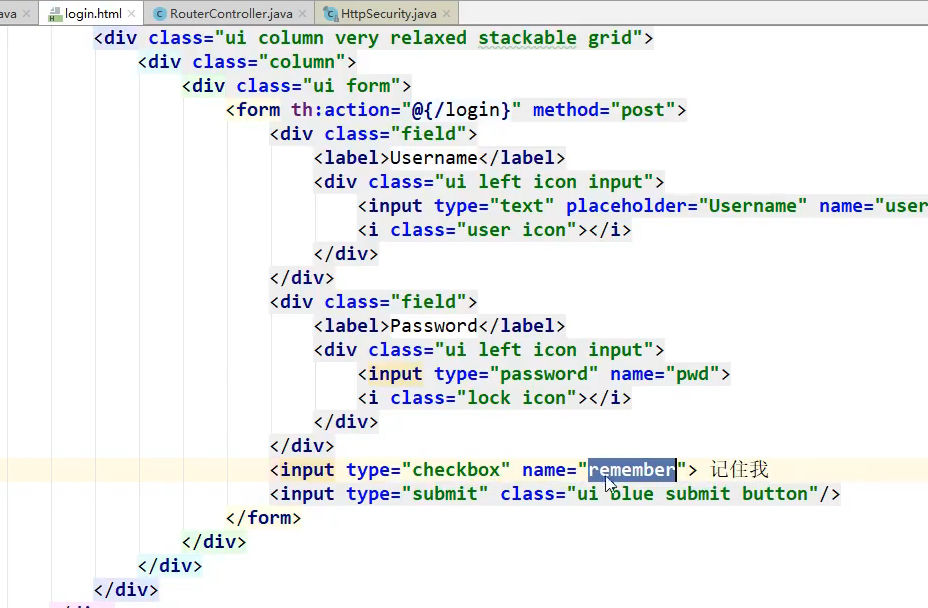 ava login.html RouterController.java HttpSecurity.java
<div class="ui column very relaxed stackable grid">
<div class="column">
<div class="ui form">
<form th:action="@{/login}" method="post">
<div class="field">
<label>Username</label>
<div class="ui left icon input">
<input type="text" placeholder="Username" name="user
<i class="user icon"></i>
</div>
</div>
<div class="field">
<label>Password</label>
<div class="ui left icon input">
<input type="password" name="pwd">
<i class="lock icon"></i>
</div>
</div>
<input type="checkbox" name="remember"> 记住我
<input type="submit" class="ui blue submit button"/>
</form>
</div>
</div>
</div>